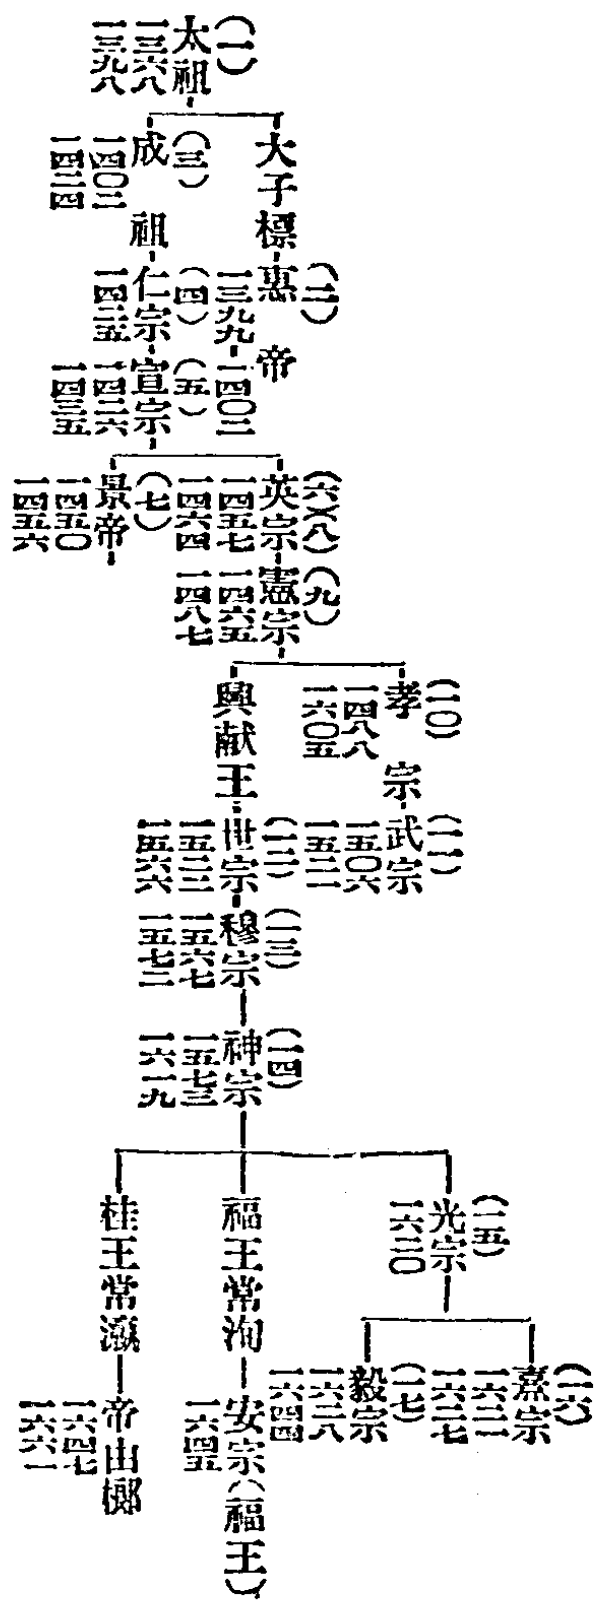 (一)
太祖
一三六八
一三九八
大子標
(二)
惠帝
一三九九-一四〇二
(三)
成祖
一四〇三
一四二四
(四)
仁宗
一四二五
(五)
宣宗
一四二六
一四三五
(六)(八)
英宗
一四五七
一四六四
(七)
景帝
一四五〇
一四五六
(九)
憲宗
一四六五
一四八七
(一〇)
孝宗
一四八八
一六〇五
(一一)
武宗
一五〇六
一五二一
興献王
(一二)
世宗
一五二二
一五六六
(一三)
穆宗
一五六七
一五七二
(一四)
神宗
一五七三
一六一九
(一五)
光宗
一六二〇
(一六)
熹宗
一六二一
一六二七
(一七)
毅宗
一六二八
一六四四
福王常洵
安宗(福王)
一六四五
桂王常瀛
帝由榔
一六四七
一六六一